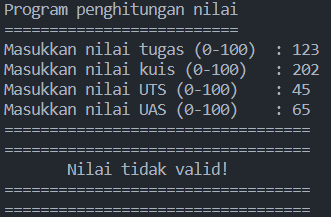 Program penghitungan nilai
==========================
Masukkan nilai tugas (0-100)  : 123
Masukkan nilai kuis (0-100)   : 202
Masukkan nilai UTS (0-100)    : 45
Masukkan nilai UAS (0-100)    : 65
==================================
==================================
       Nilai tidak valid!
==================================
==================================